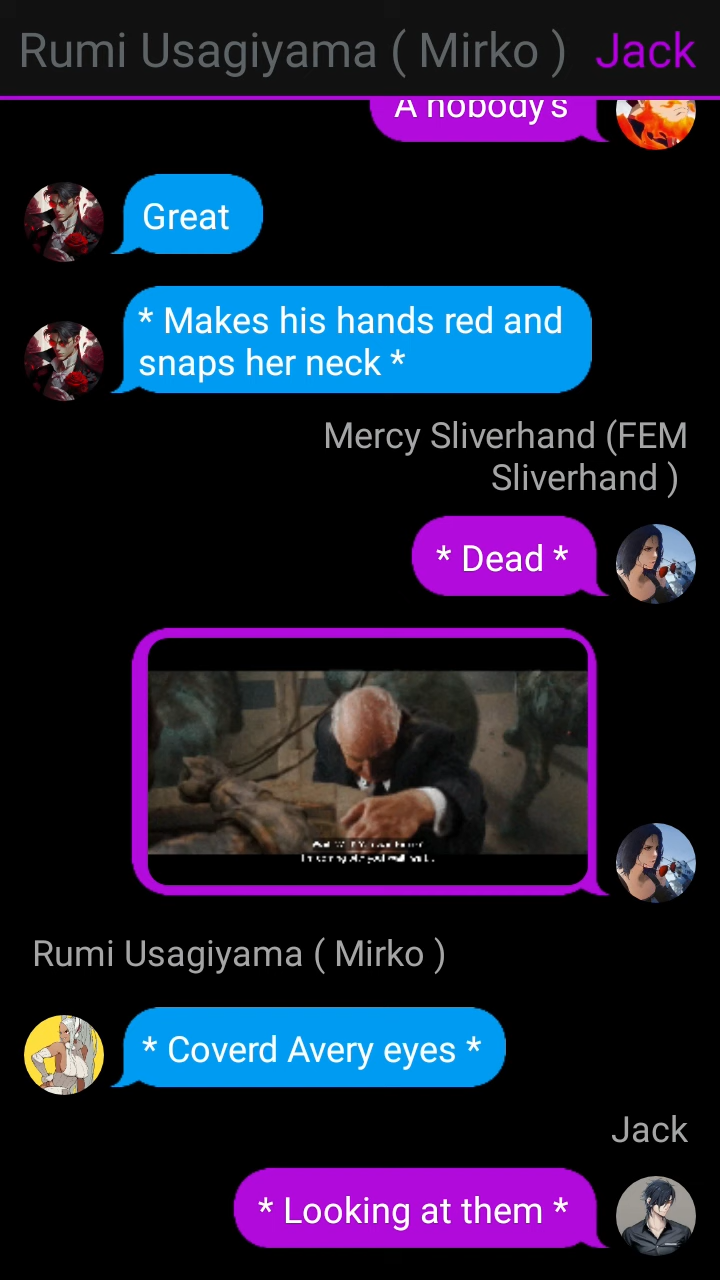 Rumi Usagiyama ( Mirko ) Jack
A nobody's
Great
* Makes his hands red and
snaps her neck *
Mercy Sliverhand (FEM
Sliverhand )
* Dead *
Rumi Usagiyama ( Mirko )
* Coverd Avery eyes *
Jack
* Looking at them *